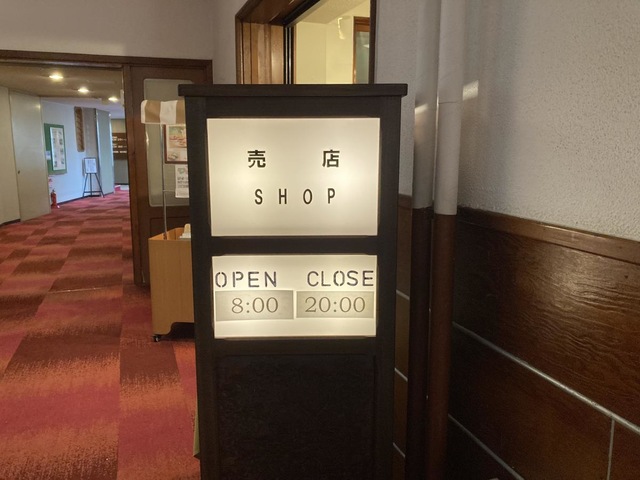 売 店
SHOP
OPEN CLOSE
8:00 20:00